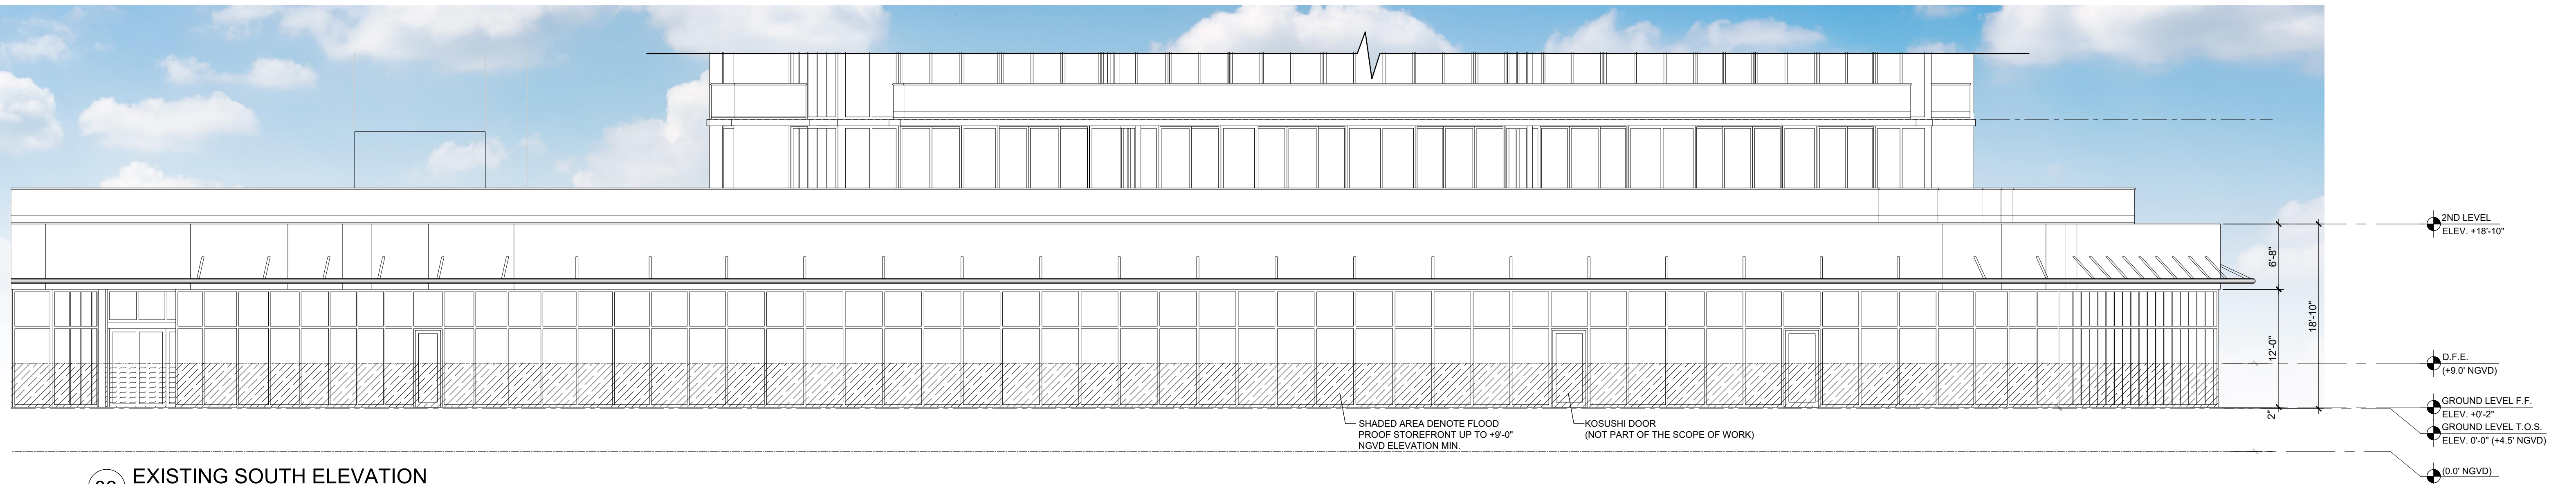 2ND LEVEL
ELEV. +18'-10"
6'-8"
18'-10"
12'-0"
D.F.E.
(+9.0' NGVD)
GROUND LEVEL F.F.
ELEV. +0'-2"
2"
SHADED AREA DENOTE FLOOD
PROOF STOREFRONT UP TO +9'-0"
NGVD ELEVATION MIN.
KOSUSHI DOOR
(NOT PART OF THE SCOPE OF WORK)
GROUND LEVEL T.O.S.
ELEV. 0'-0" (+4.5' NGVD)
(0.0' NGVD)
EXISTING SOUTH ELEVATION